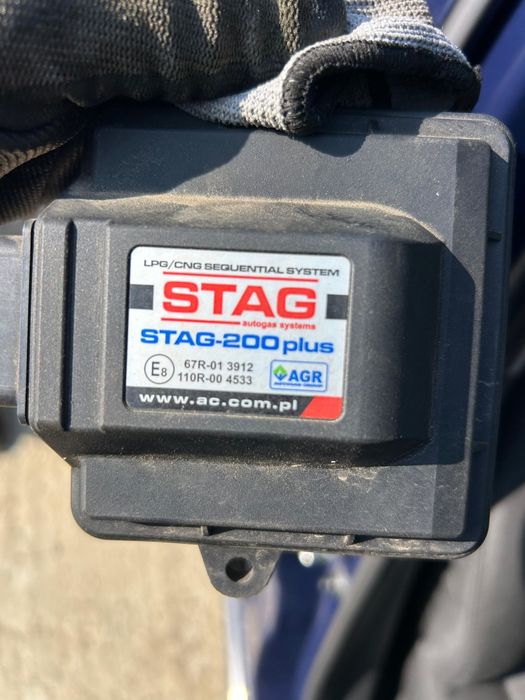 LPG/CNG SEQUENTIAL SYSTEM
STAG
autogas systems
STAG-200 plus
E8
67R-01 3912
110R-00 4533
AGR
www.ac.com.pl